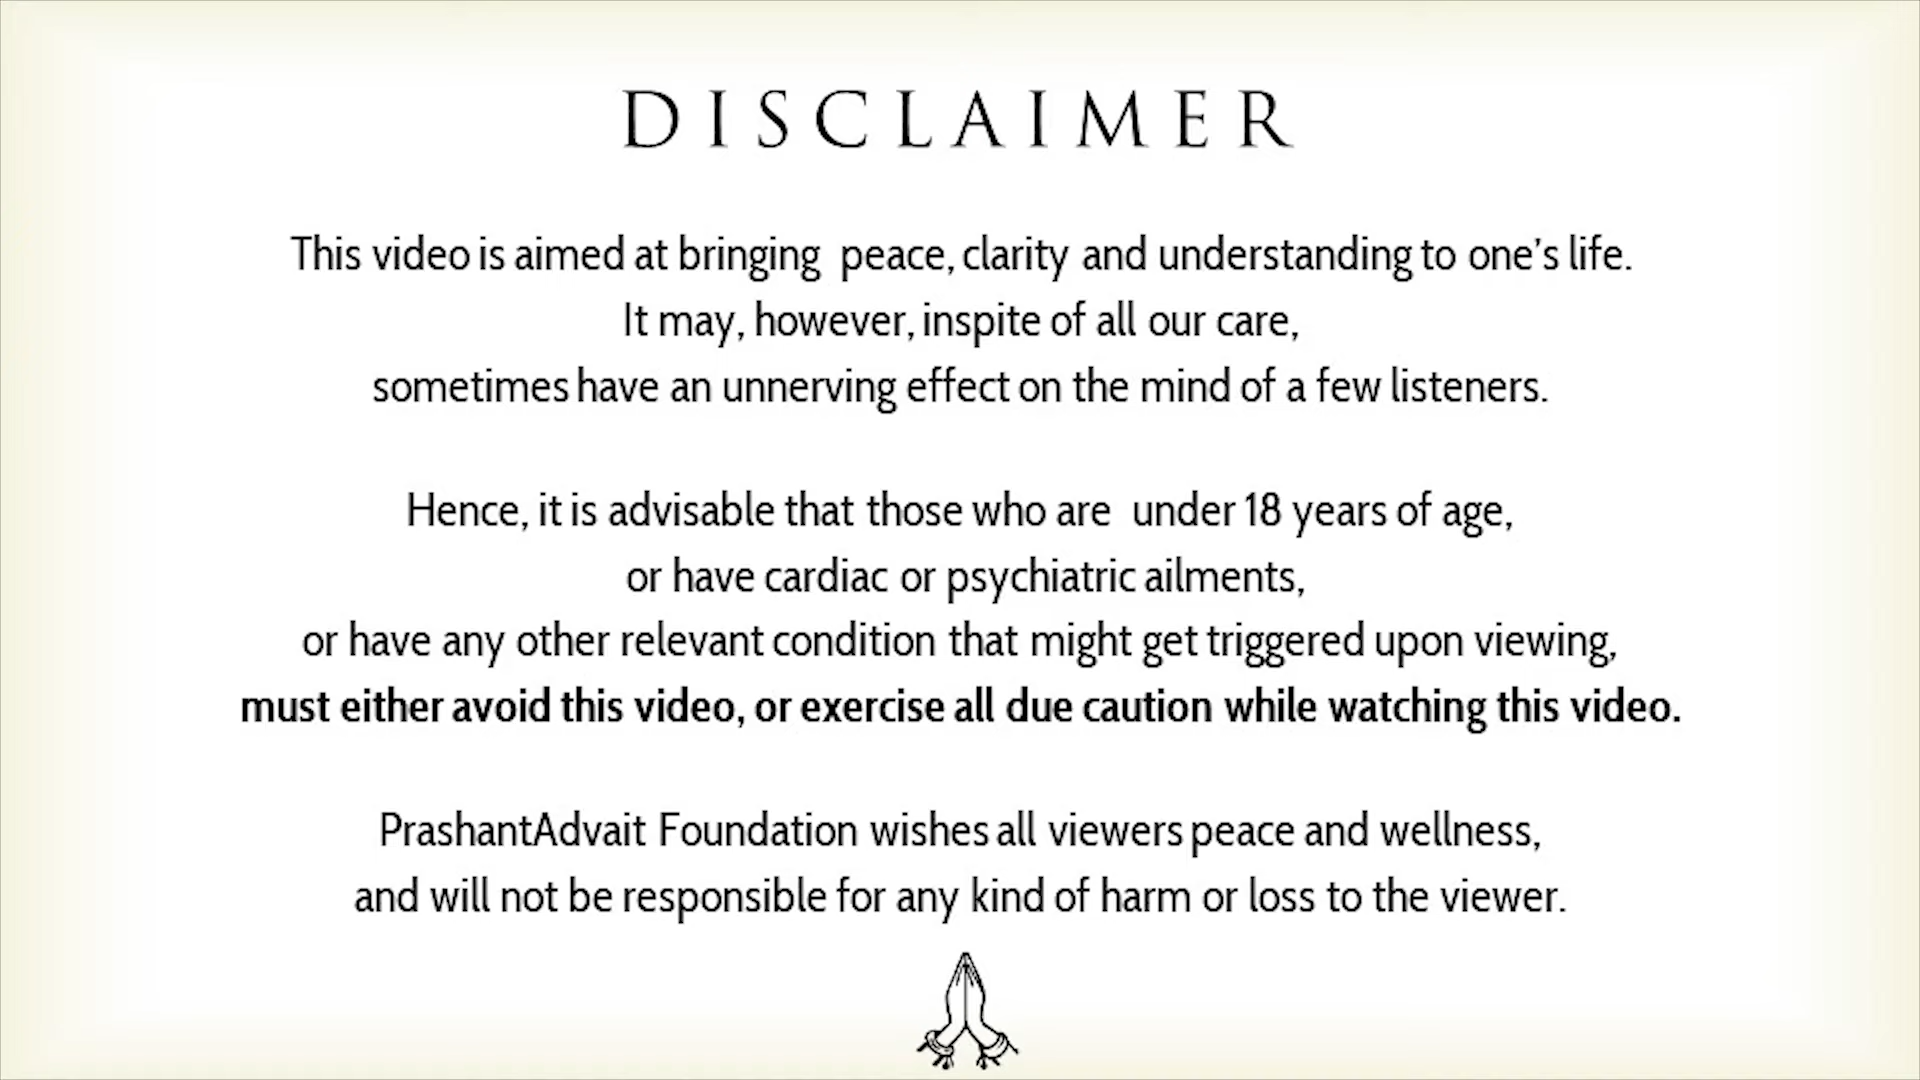 DISCLAIMER
This video is aimed at bringing peace, clarity and understanding to one's life.
It may, however, inspite of all our care,
sometimes have an unnerving effect on the mind of a few listeners.
Hence, it is advisable that those who are under 18 years of age,
or have cardiac or psychiatric ailments,
or have any other relevant condition that might get triggered upon viewing,
must either avoid this video, or exercise all due caution while watching this video.
PrashantAdvait Foundation wishes all viewers peace and wellness,
and will not be responsible for any kind of harm or loss to the viewer.